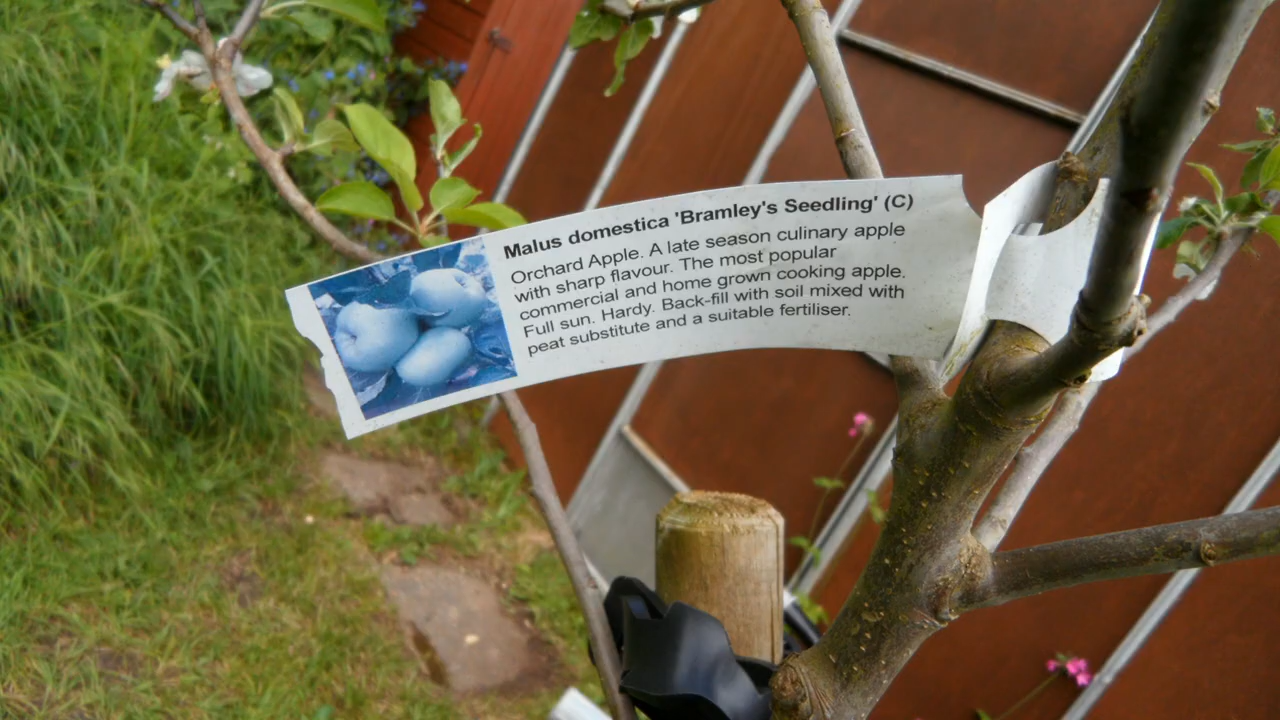 Malus domestica 'Bramley's Seedling' (C)
Orchard Apple. A late season culinary apple
with sharp flavour. The most popular
commercial and home grown cooking apple.
Full sun. Hardy. Back-fill with soil mixed with
peat substitute and a suitable fertiliser.